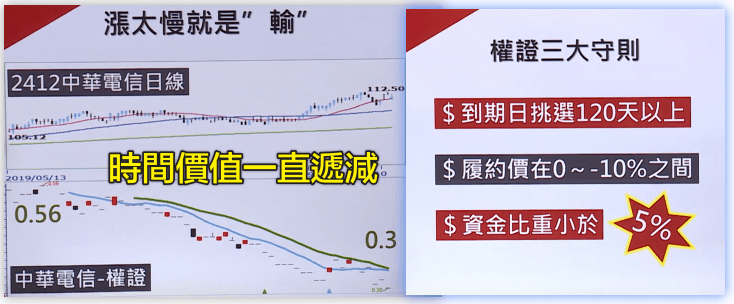 漲太慢就是”輸”
2412中華電信日線
112.50
105.12
時間價值一直遞減
2019/05/13
0.56
0.56
0.3
0.30
中華電信-權證
權證三大守則
$到期日挑選120天以上
$履約價在0～-10%之間
$資金比重小於
5%